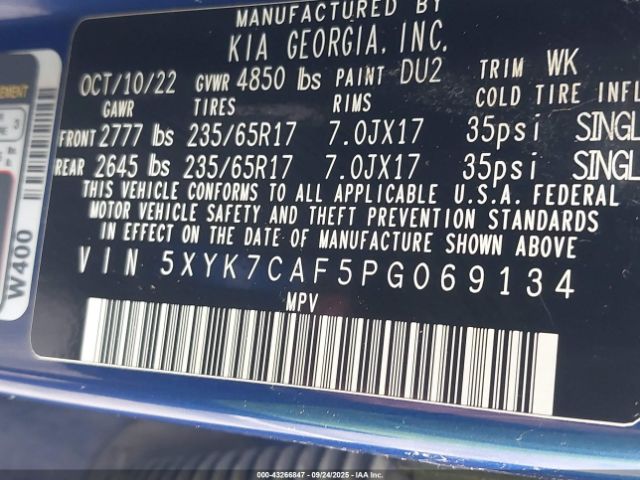 MANUFACTURED BY
KIA GEORGIA, INC.
OCT/10/22 GVWR 4850 lbs PAINT DU2 TRIM WK
GAWR TIRES RIMS COLD TIRE INFL
FRONT 2777 lbs 235/65R17 7.0JX17 35psi SINGL
REAR 2645 lbs 235/65R17 7.0JX17 35psi SINGL
THIS VEHICLE CONFORMS TO ALL APPLICABLE U.S.A. FEDERAL
MOTOR VEHICLE SAFETY AND THEFT PREVENTION STANDARDS
IN EFFECT ON THE DATE OF MANUFACTURE SHOWN ABOVE
VIN 5XYK7CAF5PG069134
MPV
W400
000-43266847 - 09/24/2025 - IAAI.COM